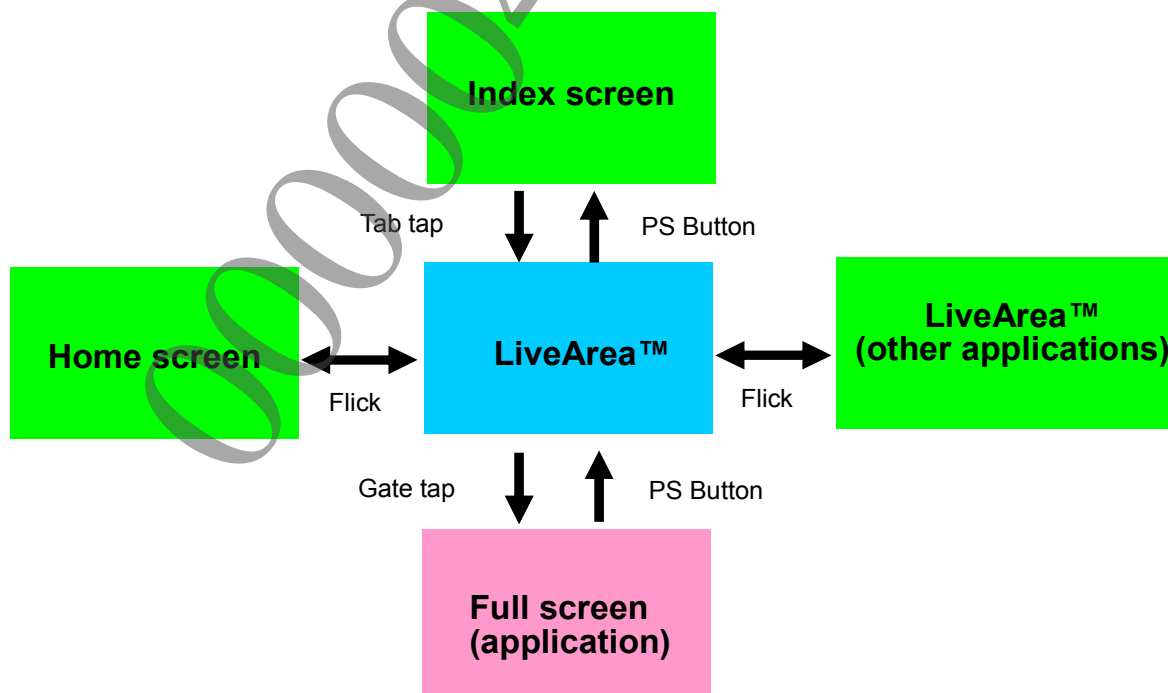 Index screen
Tab tap
PS Button
Home screen
Flick
LiveArea™
Flick
LiveArea™
(other applications)
Gate tap
PS Button
Full screen
(application)